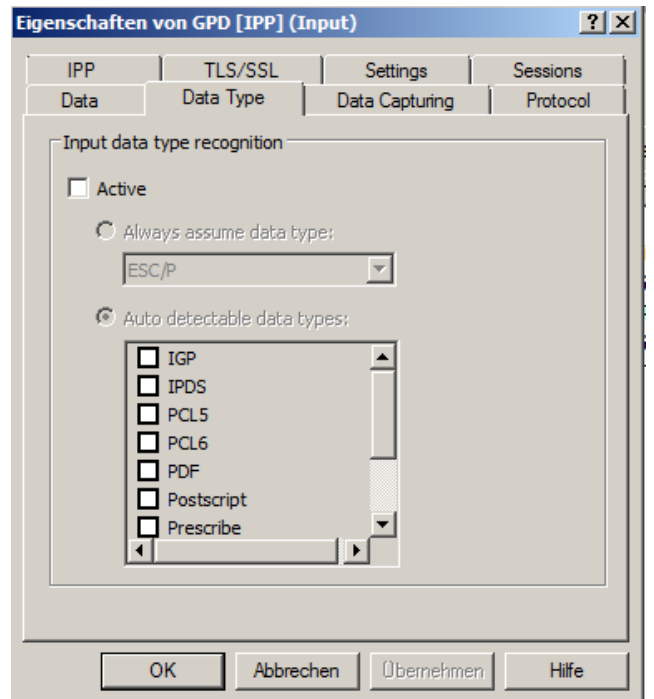 Eigenschaften von GPD [IPP] (Input)
IPP TLS/SSL Settings Sessions
Data Data Type Data Capturing Protocol
Input data type recognition
Active
Always assume data type:
ESC/P
Auto detectable data types:
IGP
IPDS
PCL5
PCL6
PDF
Postscript
Prescribe
OK Abbrechen Übernehmen Hilfe